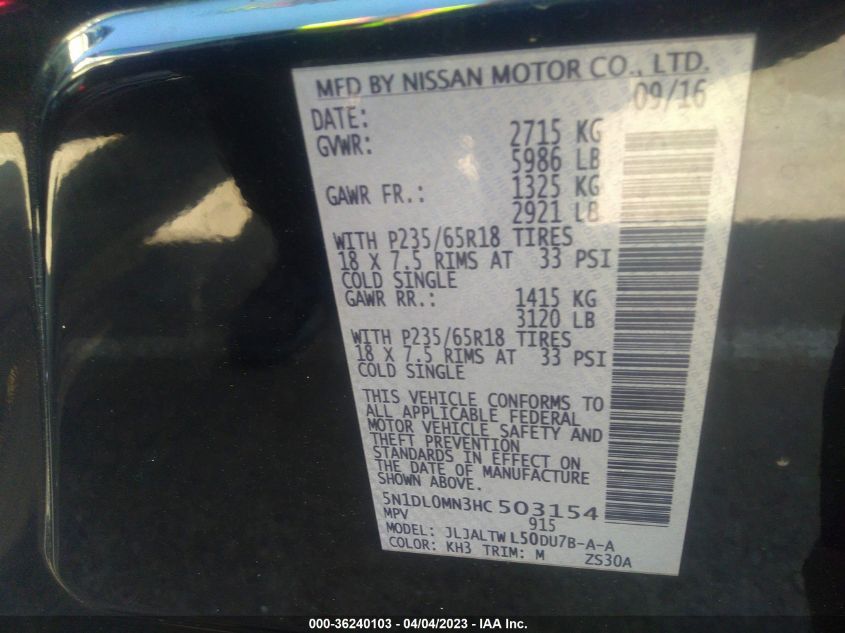 MFD BY NISSAN MOTOR CO., LTD.
DATE: 09/16
GVWR: 2715 KG
5986 LB
GAWR FR.: 1325 KG
2921 LB
WITH P235/65R18 TIRES
18 X 7.5 RIMS AT 33 PSI
COLD SINGLE
GAWR RR.: 1415 KG
3120 LB
WITH P235/65R18 TIRES
18 X 7.5 RIMS AT 33 PSI
COLD SINGLE
THIS VEHICLE CONFORMS TO
ALL APPLICABLE FEDERAL
MOTOR VEHICLE SAFETY AND
THEFT PREVENTION
STANDARDS IN EFFECT ON
THE DATE OF MANUFACTURE
SHOWN ABOVE.
5N1DL0MN3HC 503154
MPV 915
MODEL: JLJALTW L50DU7B-A-A
COLOR: KH3 TRIM: M ZS30A
000-36240103 - 04/04/2023 - IAA Inc.